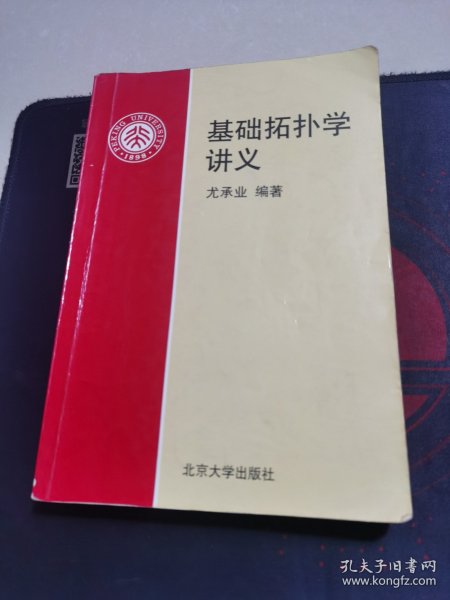 PEKING UNIVERSITY
·1898·
基础拓扑学
讲义
尤承业 编著
北京大学出版社
孔夫子旧书网
www.kongfz.com